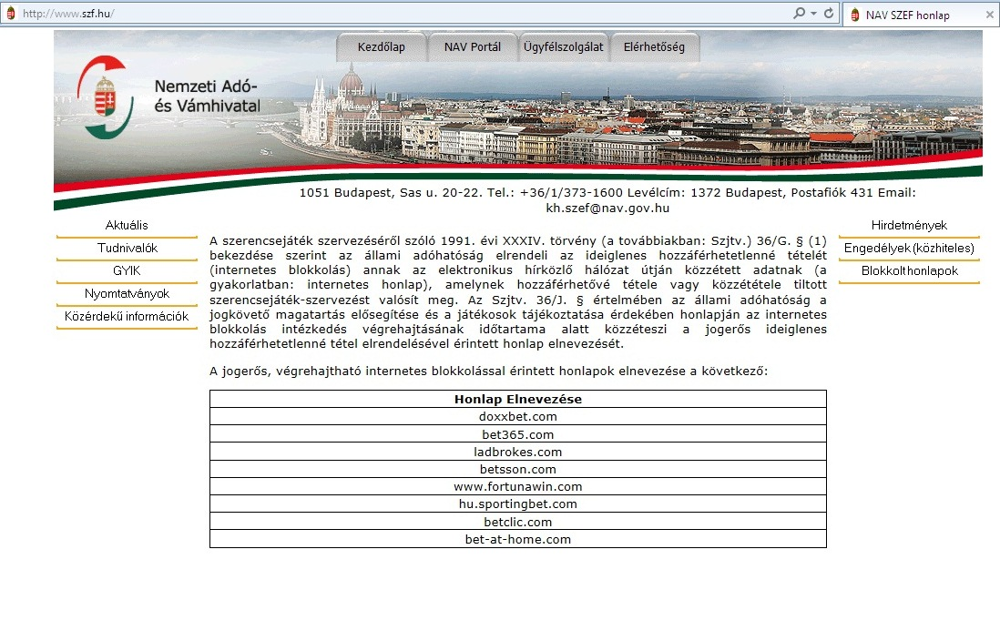 http://www.szf.hu/
NAV SZEF honlap
Kezdőlap
NAV Portál
Ügyfélszolgálat
Elérhetőség
Nemzeti Adó-
és Vámhivatal
1051 Budapest, Sas u. 20-22. Tel.: +36/1/373-1600 Levélcím: 1372 Budapest, Postafiók 431 Email:
kh.szef@nav.gov.hu
Aktuális
Tudnivalók
GYIK
Nyomtatványok
Közérdekű információk
A szerencsejáték szervezéséről szóló 1991. évi XXXIV. törvény (a továbbiakban: Szjtv.) 36/G. § (1)
bekezdése szerint az állami adóhatóság elrendeli az ideiglenes hozzáférhetetlenné tételét
(internetes blokkolás) annak az elektronikus hírközlő hálózat útján közzétett adatnak (a
gyakorlatban: internetes honlap), amelynek hozzáférhetővé tétele vagy közzététele tiltott
szerencsejáték-szervezést valósít meg. Az Szjtv. 36/J. § értelmében az állami adóhatóság a
jogkövető magatartás elősegítése és a játékosok tájékoztatása érdekében honlapján az internetes
blokkolás intézkedés végrehajtásának időtartama alatt közzéteszi a jogerős ideiglenes
hozzáférhetetlenné tétel elrendelésével érintett honlap elnevezését.
A jogerős, végrehajtható internetes blokkolással érintett honlapok elnevezése a következő:
Honlap Elnevezése
doxxbet.com
bet365.com
ladbrokes.com
betsson.com
www.fortunawin.com
hu.sportingbet.com
betclic.com
bet-at-home.com
Hirdetmények
Engedélyek (közhiteles)
Blokkolt honlapok